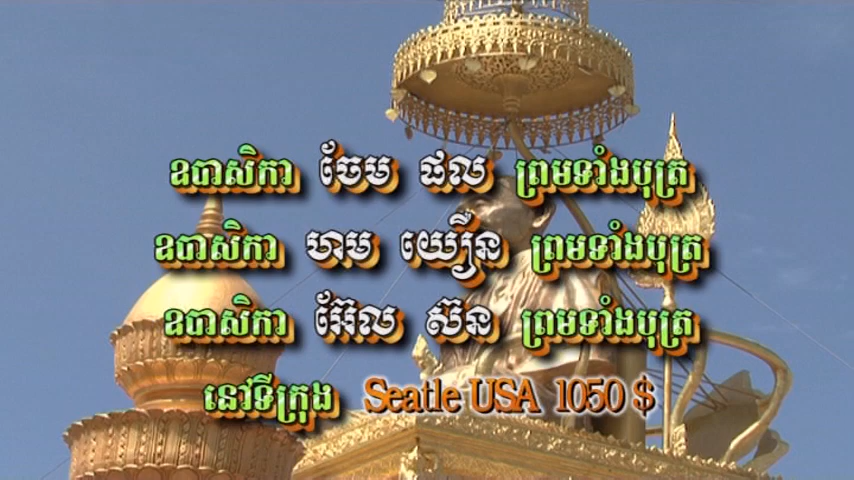 ឧបាសិកា ចែម ផល ព្រមទាំងបុត្រ
ឧបាសិកា ហម យឿន ព្រមទាំងបុត្រ
ឧបាសិកា អ៊ែល ស៊ន ព្រមទាំងបុត្រ
នៅទីក្រុង Seatle USA 1050 $